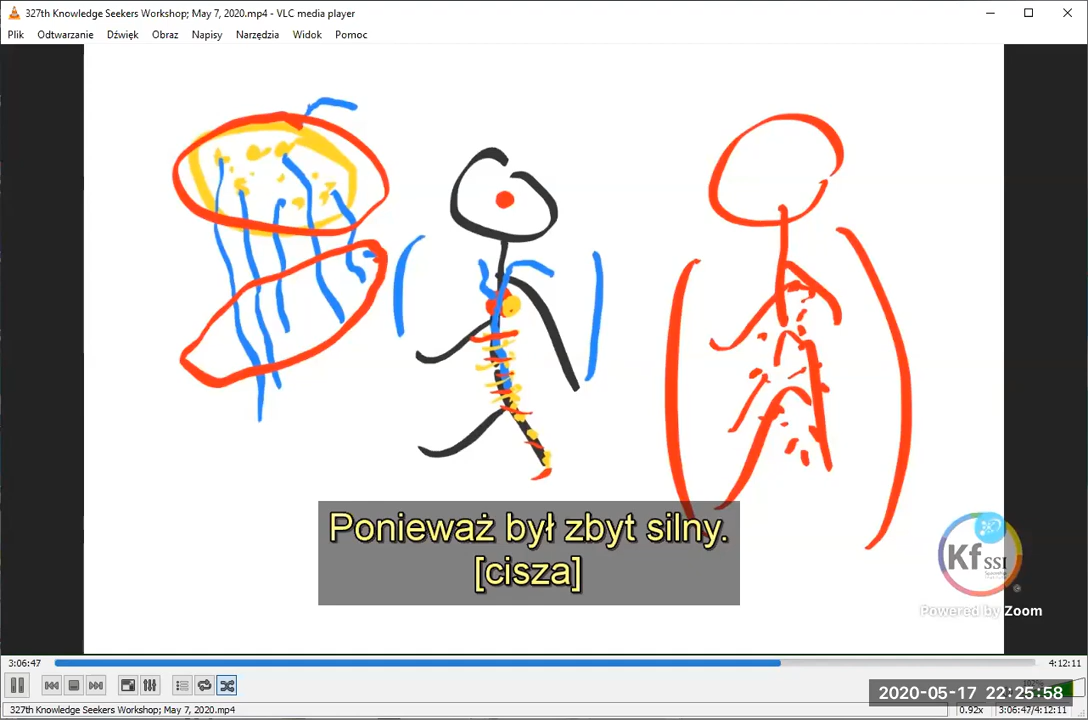 327th Knowledge Seekers Workshop; May 7, 2020.mp4 - VLC media player
Plik Odtwarzanie Dźwięk Obraz Napisy Narzędzia Widok Pomoc
Ponieważ był zbyt silny.
[cisza]
Kf SSI
Powered by Zoom
3:06:47 4:12:11
2020-05-17 22:25:58
327th Knowledge Seekers Workshop; May 7, 2020.mp4 0.92x 3:06:47/4:12:11